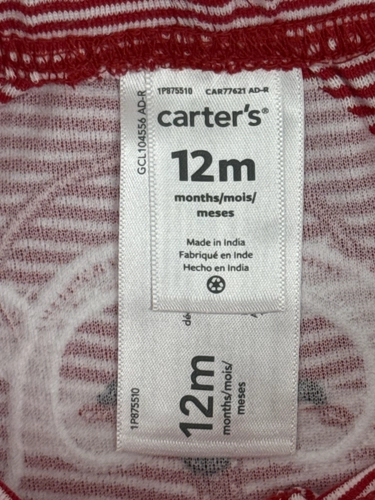 1P875510 CAR77621 AD-R
carter's®
12m
months/mois/
meses
Made in India
Fabriqué en Inde
Hecho en India
GCL104556 AD-R
1P875510
12m
months/mois/
meses